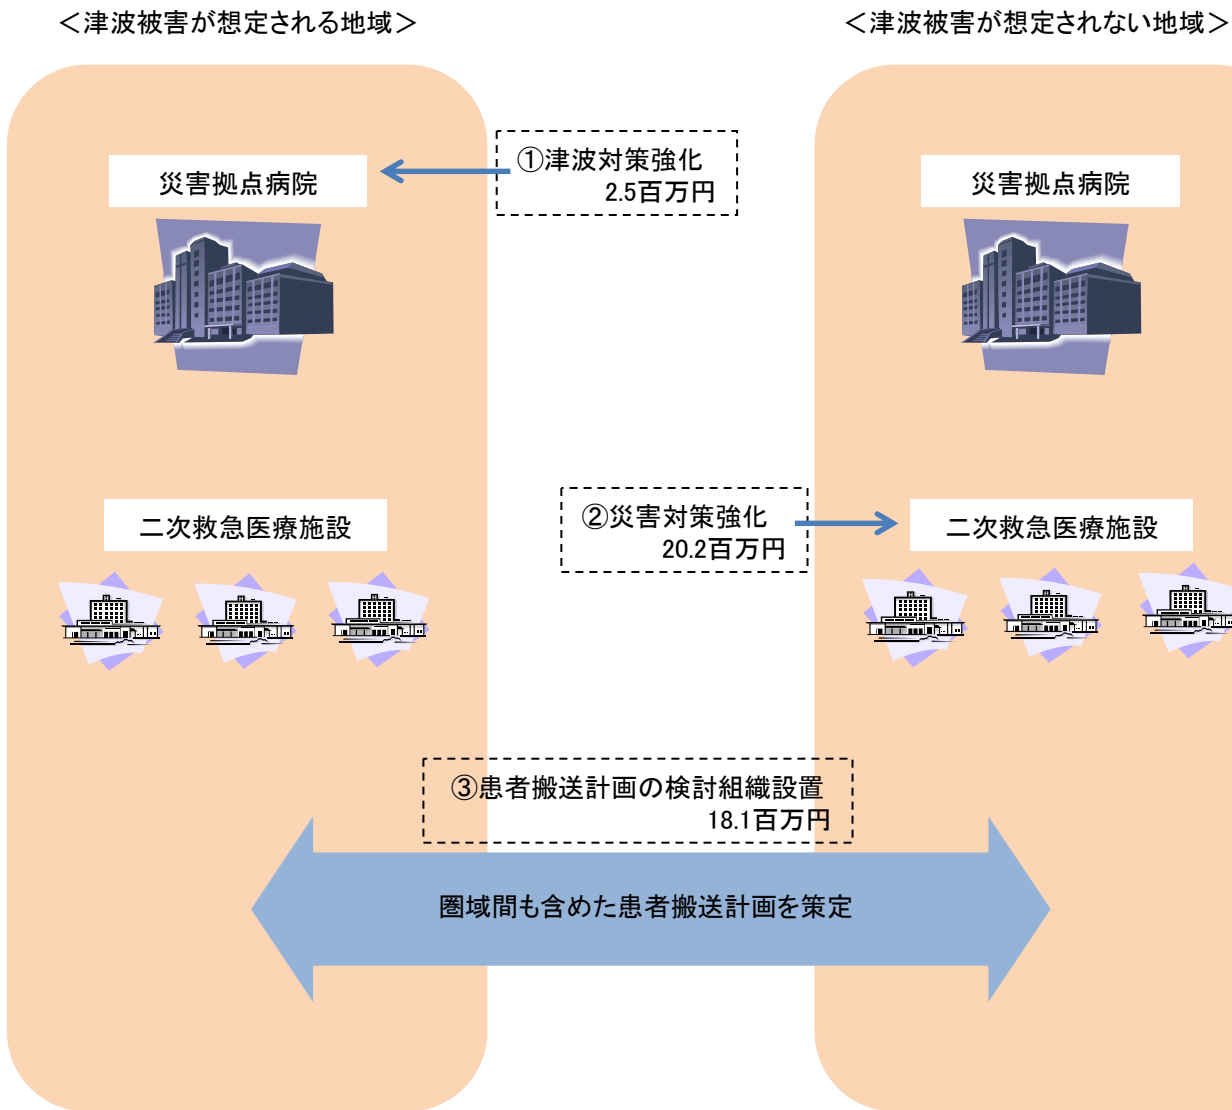 ＜津波被害が想定される地域＞
＜津波被害が想定されない地域＞
①津波対策強化
2.5百万円
災害拠点病院
災害拠点病院
②災害対策強化
20.2百万円
二次救急医療施設
二次救急医療施設
③患者搬送計画の検討組織設置
18.1百万円
圏域間も含めた患者搬送計画を策定